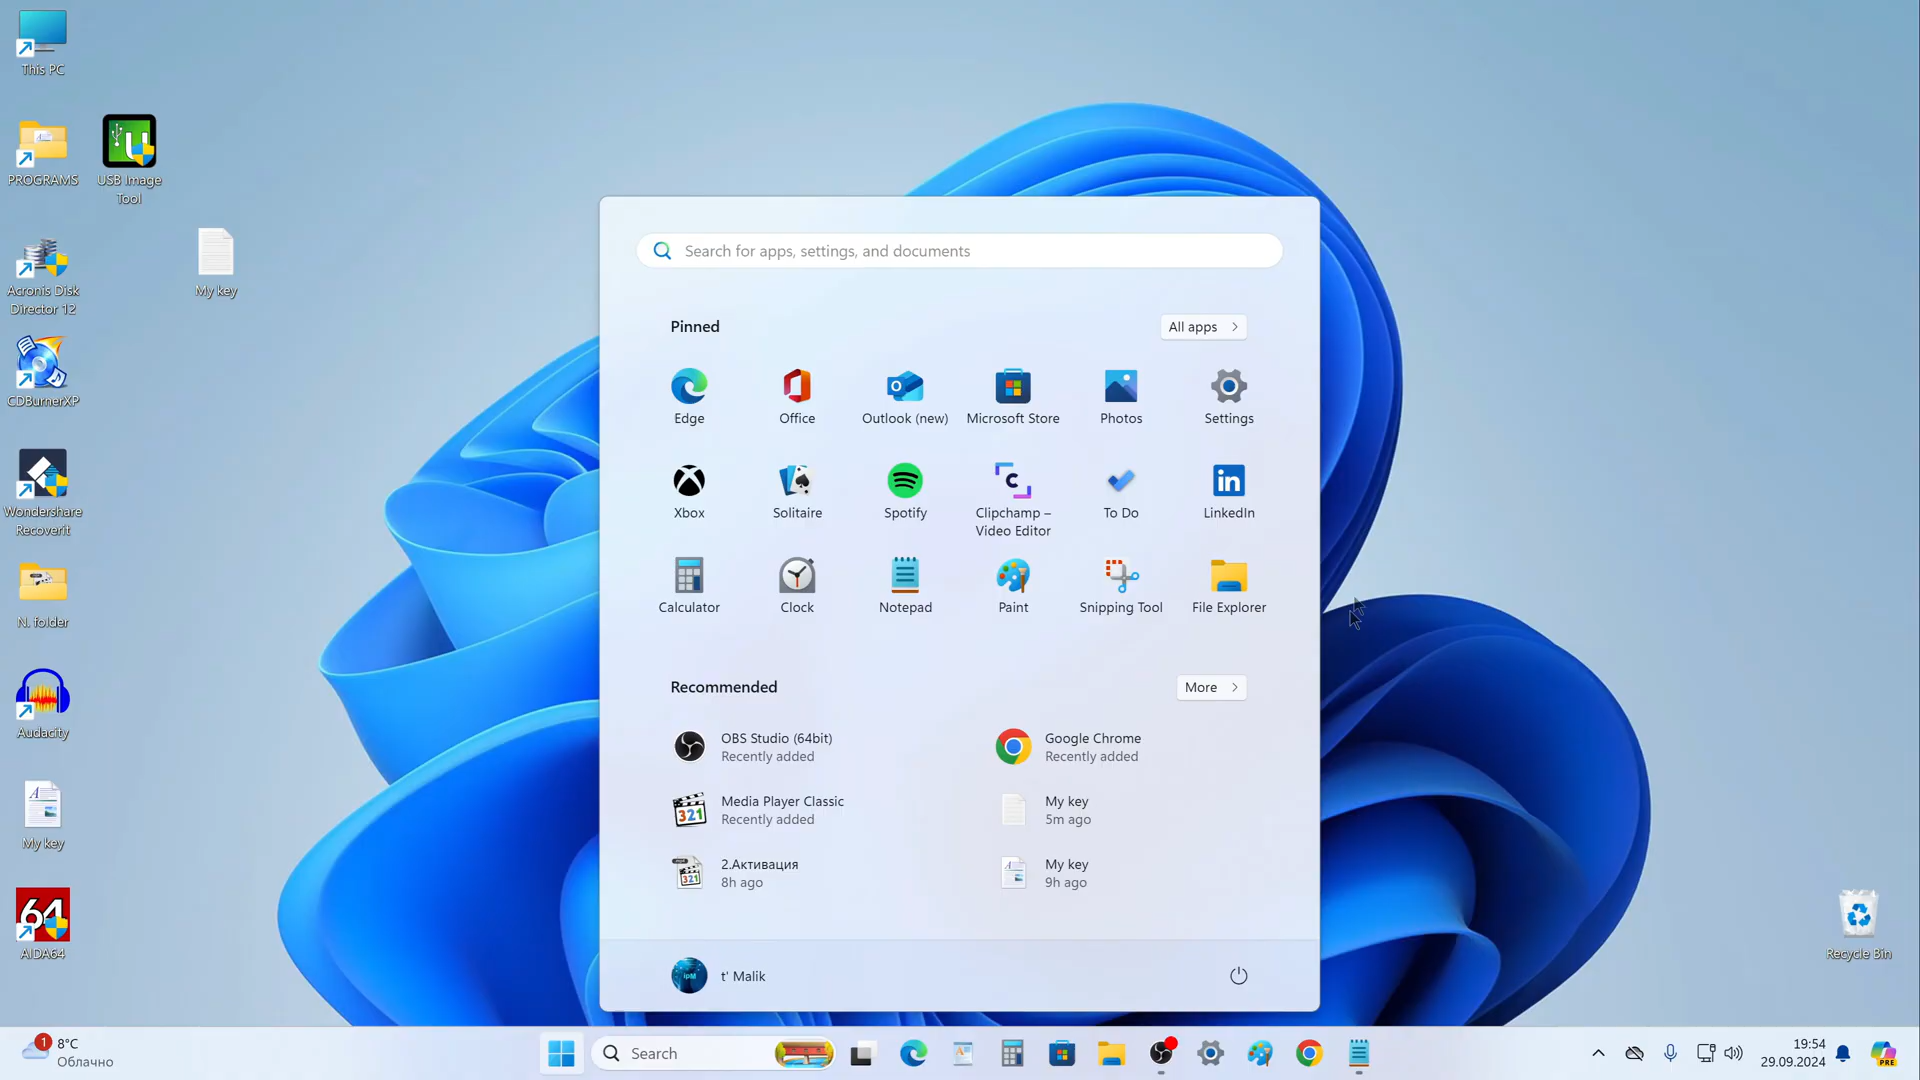 This PC
PROGRAMS
USB Image
Tool
Acronis Disk
Director 12
My key
CDBurnerXP
Wondershare
Recoverit
N. folder
Audacity
My key
64
AIDA64
Search for apps, settings, and documents
Pinned
All apps
Edge
Office
Outlook (new)
Microsoft Store
Photos
Settings
Xbox
Solitaire
Spotify
Clipchamp –
Video Editor
To Do
LinkedIn
Calculator
Clock
Notepad
Paint
Snipping Tool
File Explorer
Recommended
More
OBS Studio (64bit)
Recently added
Google Chrome
Recently added
Media Player Classic
Recently added
My key
5m ago
2.Активация
8h ago
My key
9h ago
t' Malik
Recycle Bin
1
8°C
Облачно
Search
19:54
29.09.2024
PRE